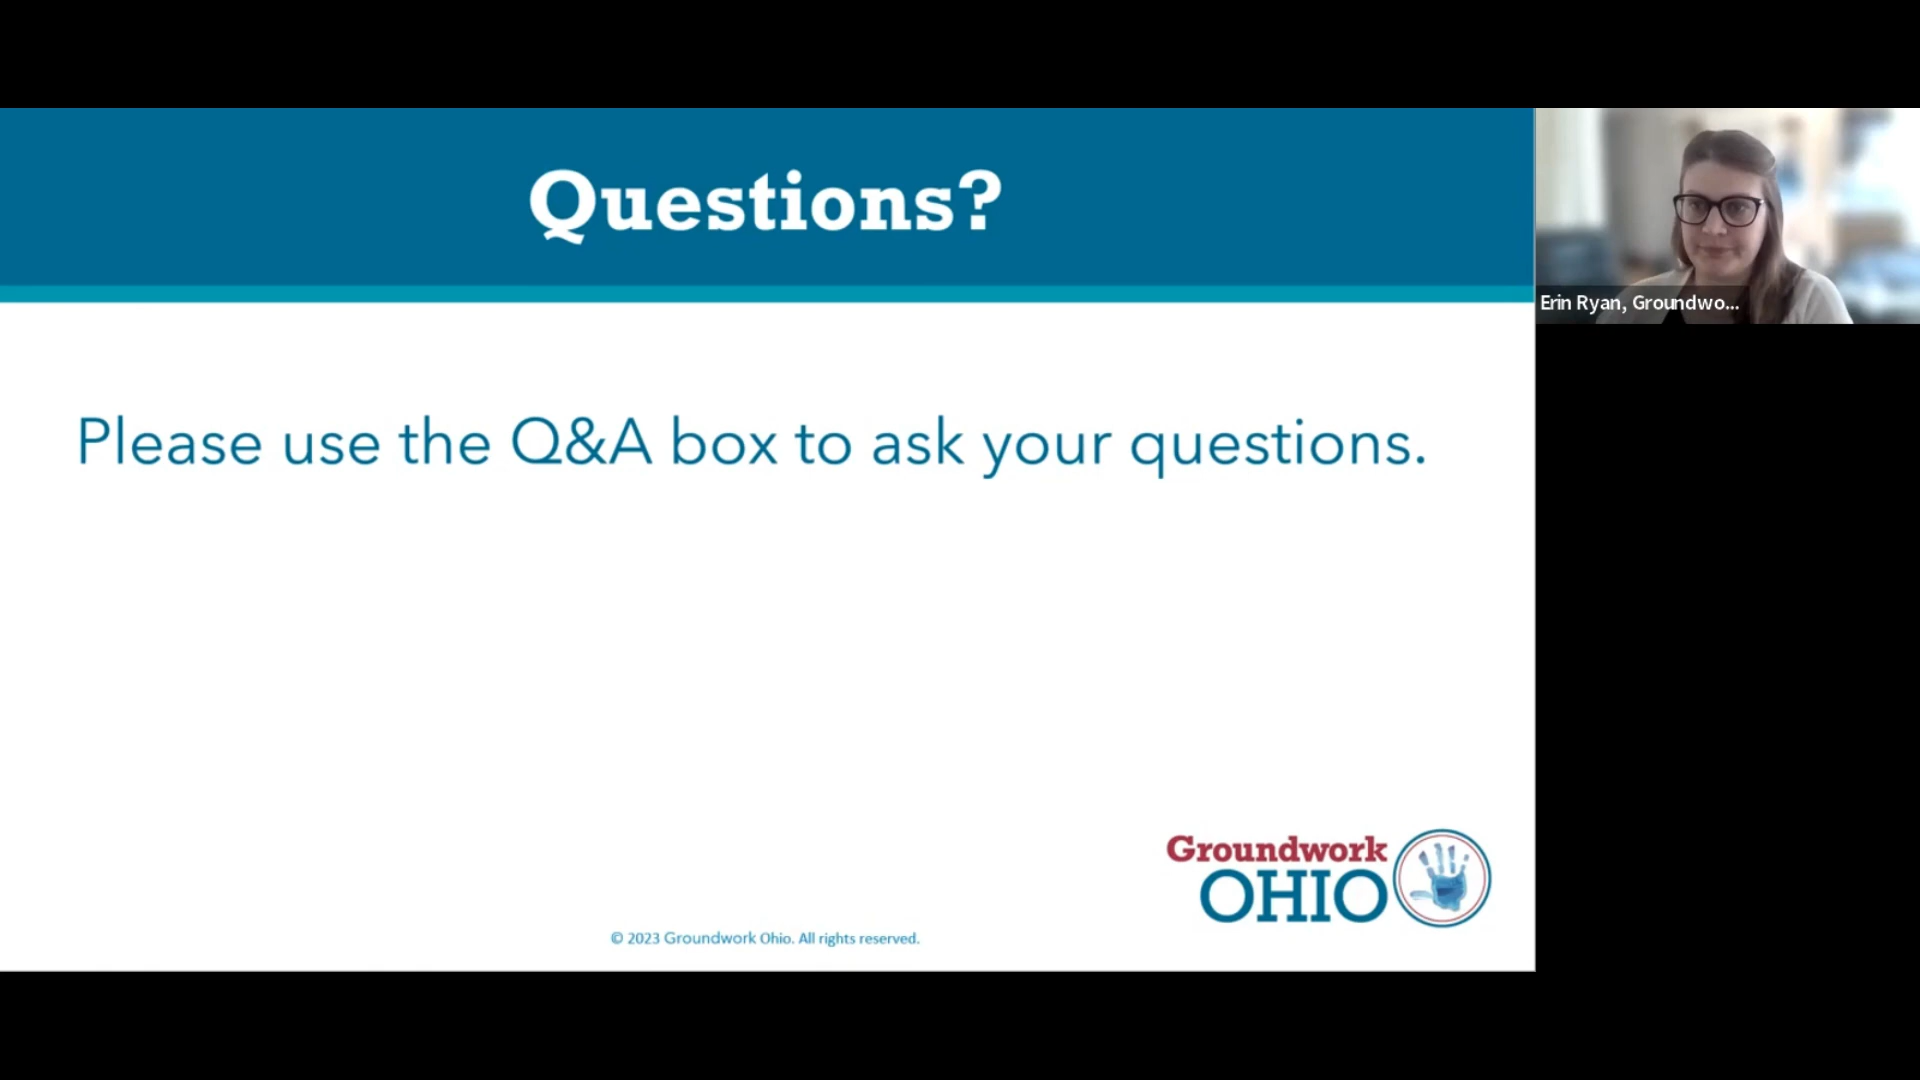 Questions?
Erin Ryan, Groundwo...
Please use the Q&A box to ask your questions.
Groundwork
OHIO
© 2023 Groundwork Ohio. All rights reserved.